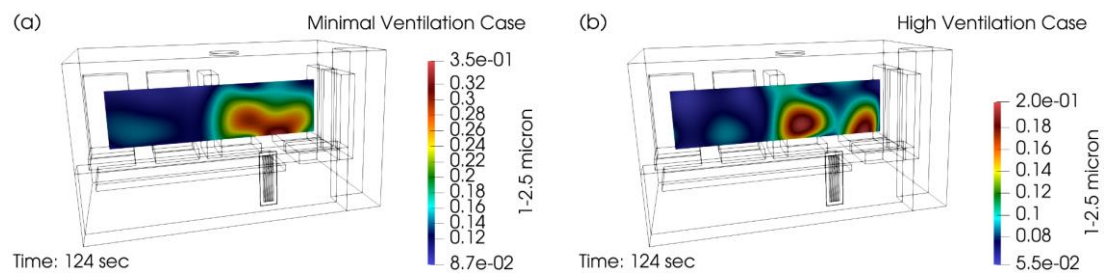 (a)
Minimal Ventilation Case
3.5e-01
0.32
0.3
0.28
0.26
0.24
0.22
0.2
0.18
0.16
0.14
0.12
8.7e-02
1-2.5 micron
Time: 124 sec
(b)
High Ventilation Case
2.0e-01
0.18
0.16
0.14
0.12
0.1
0.08
5.5e-02
1-2.5 micron
Time: 124 sec